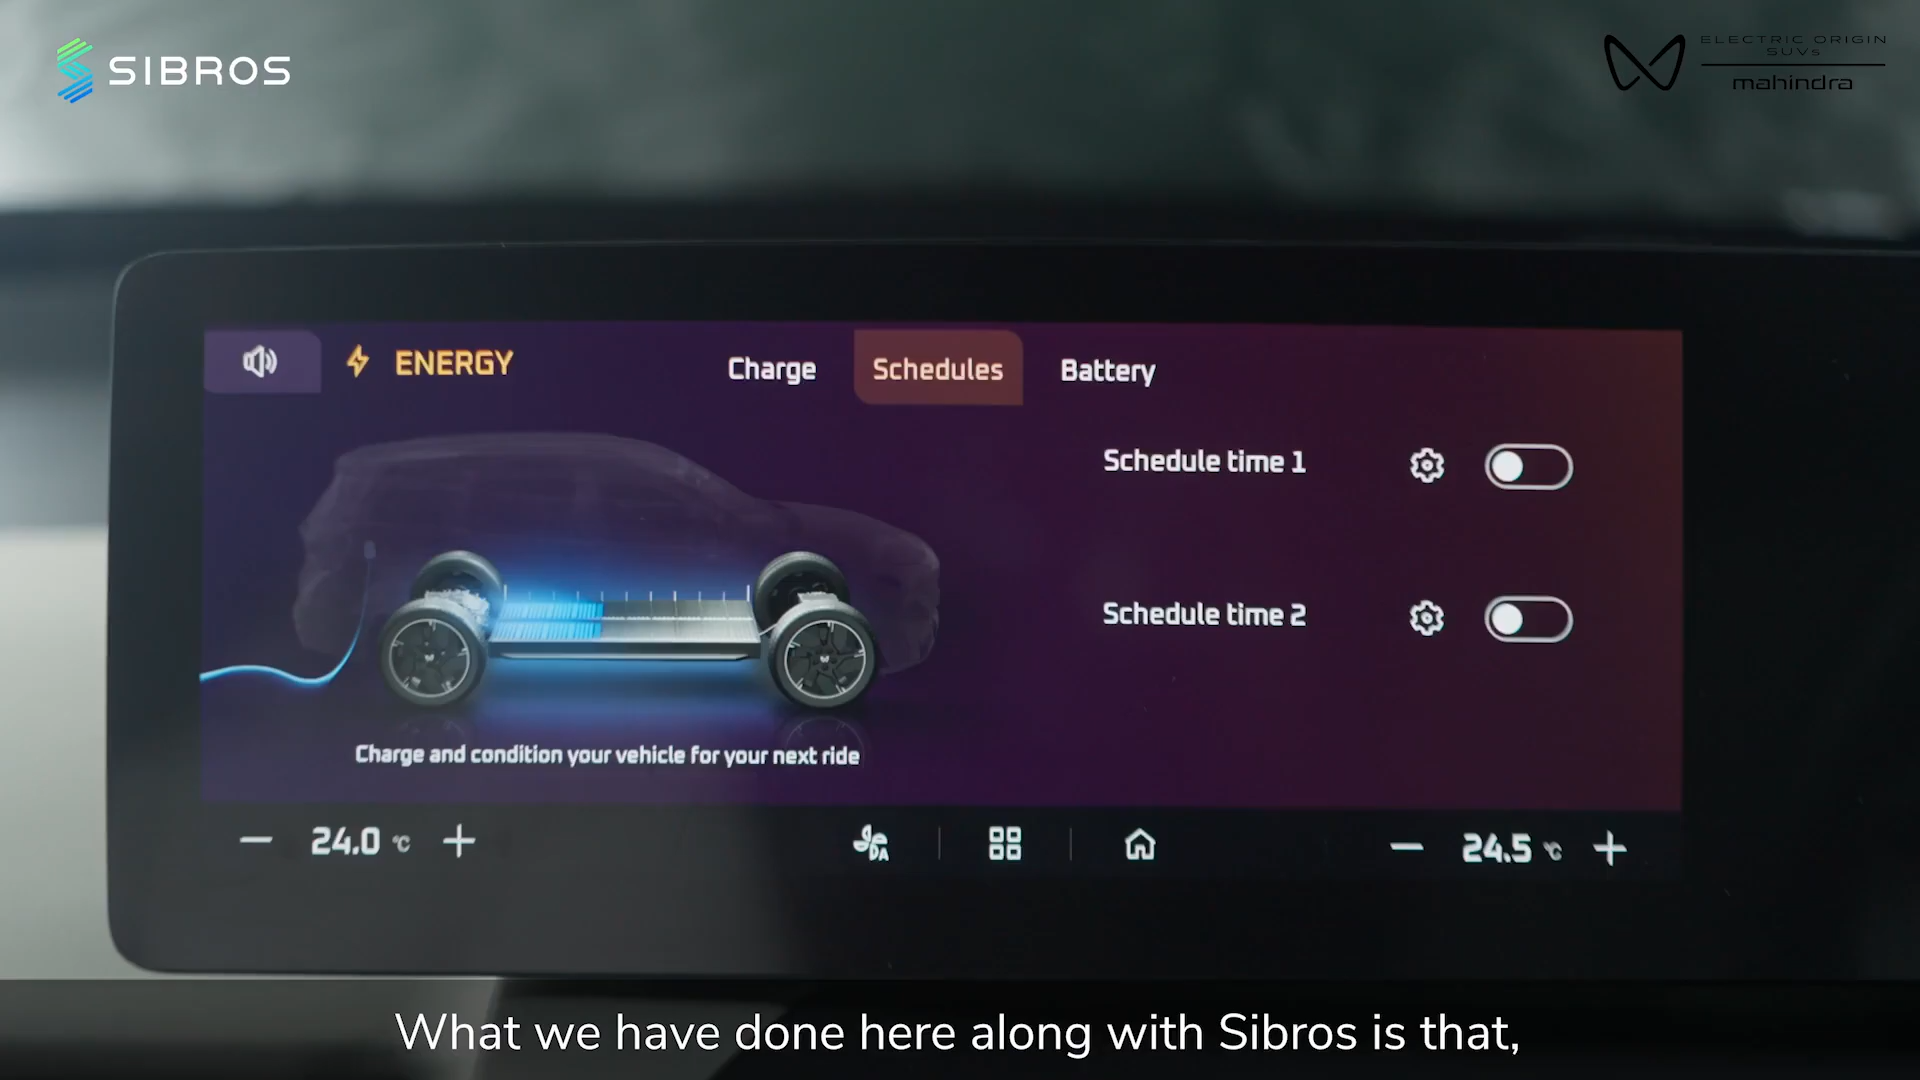 SIBROS
ELECTRIC ORIGIN
SUVs
mahindra
ENERGY
Charge
Schedules
Battery
Schedule time 1
Schedule time 2
Charge and condition your vehicle for your next ride
24.0 °C
DA
24.5 °C
What we have done here along with Sibros is that,